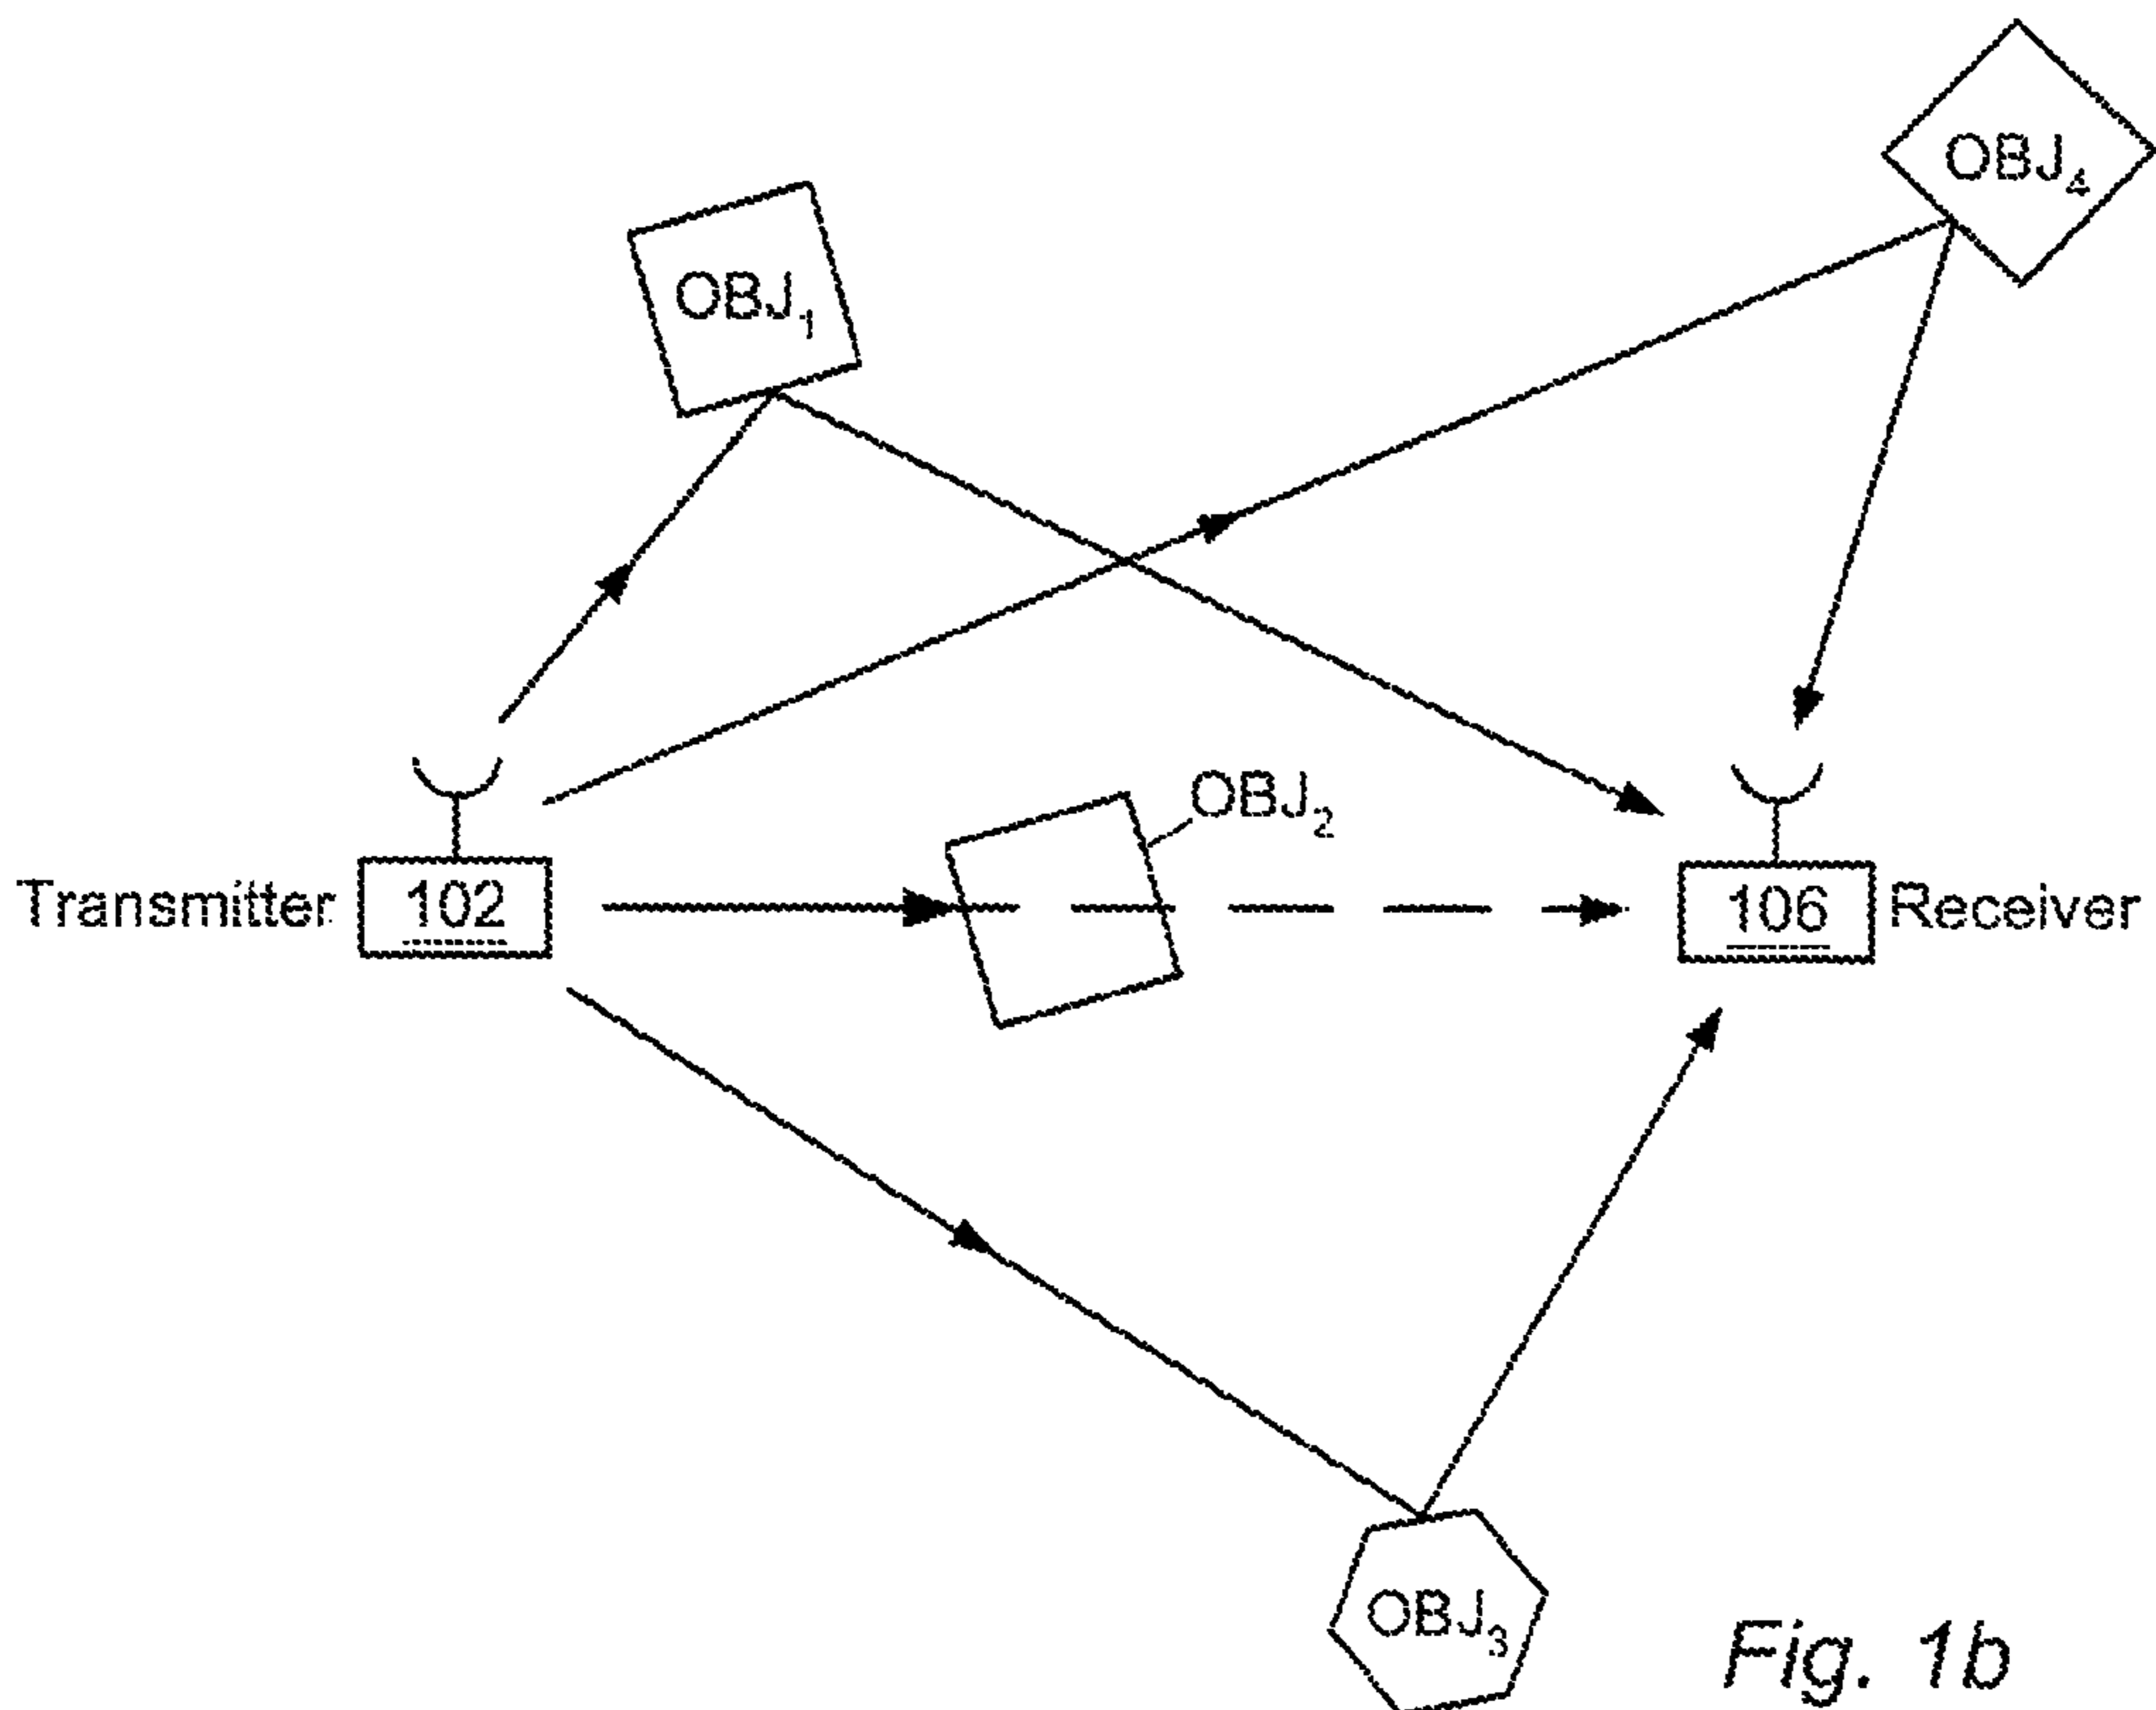 OBJ₄
OBJ₁
OBJ₂
Transmitter 102
106 Receiver
OBJ₃
Fig. 1b